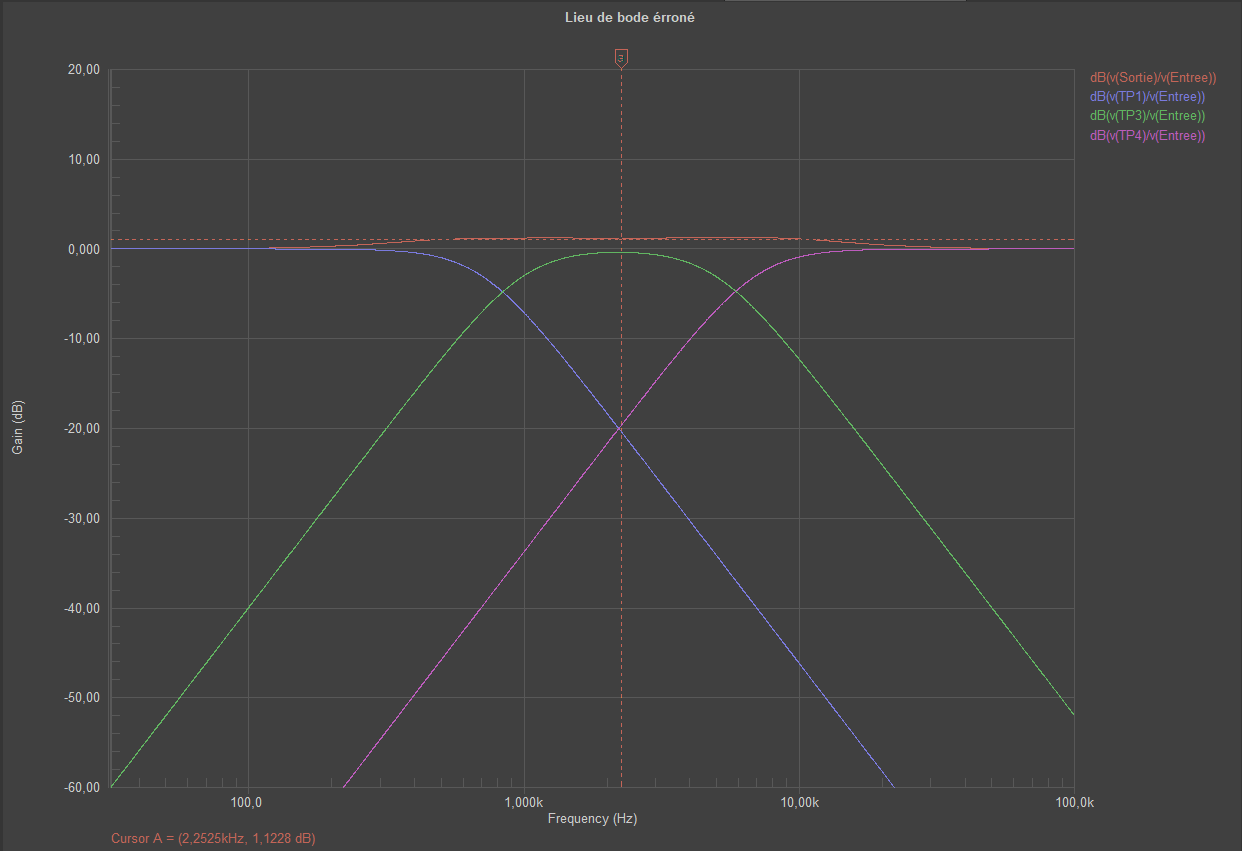 Lieu de bode érroné
a
20,00
10,00
0,000
-10,00
-20,00
-30,00
-40,00
-50,00
-60,00
Gain (dB)
dB(v(Sortie)/v(Entree))
dB(v(TP1)/v(Entree))
dB(v(TP3)/v(Entree))
dB(v(TP4)/v(Entree))
100,0 1,000k 10,00k 100,0k
Frequency (Hz)
Cursor A = (2,2525kHz, 1,1228 dB)